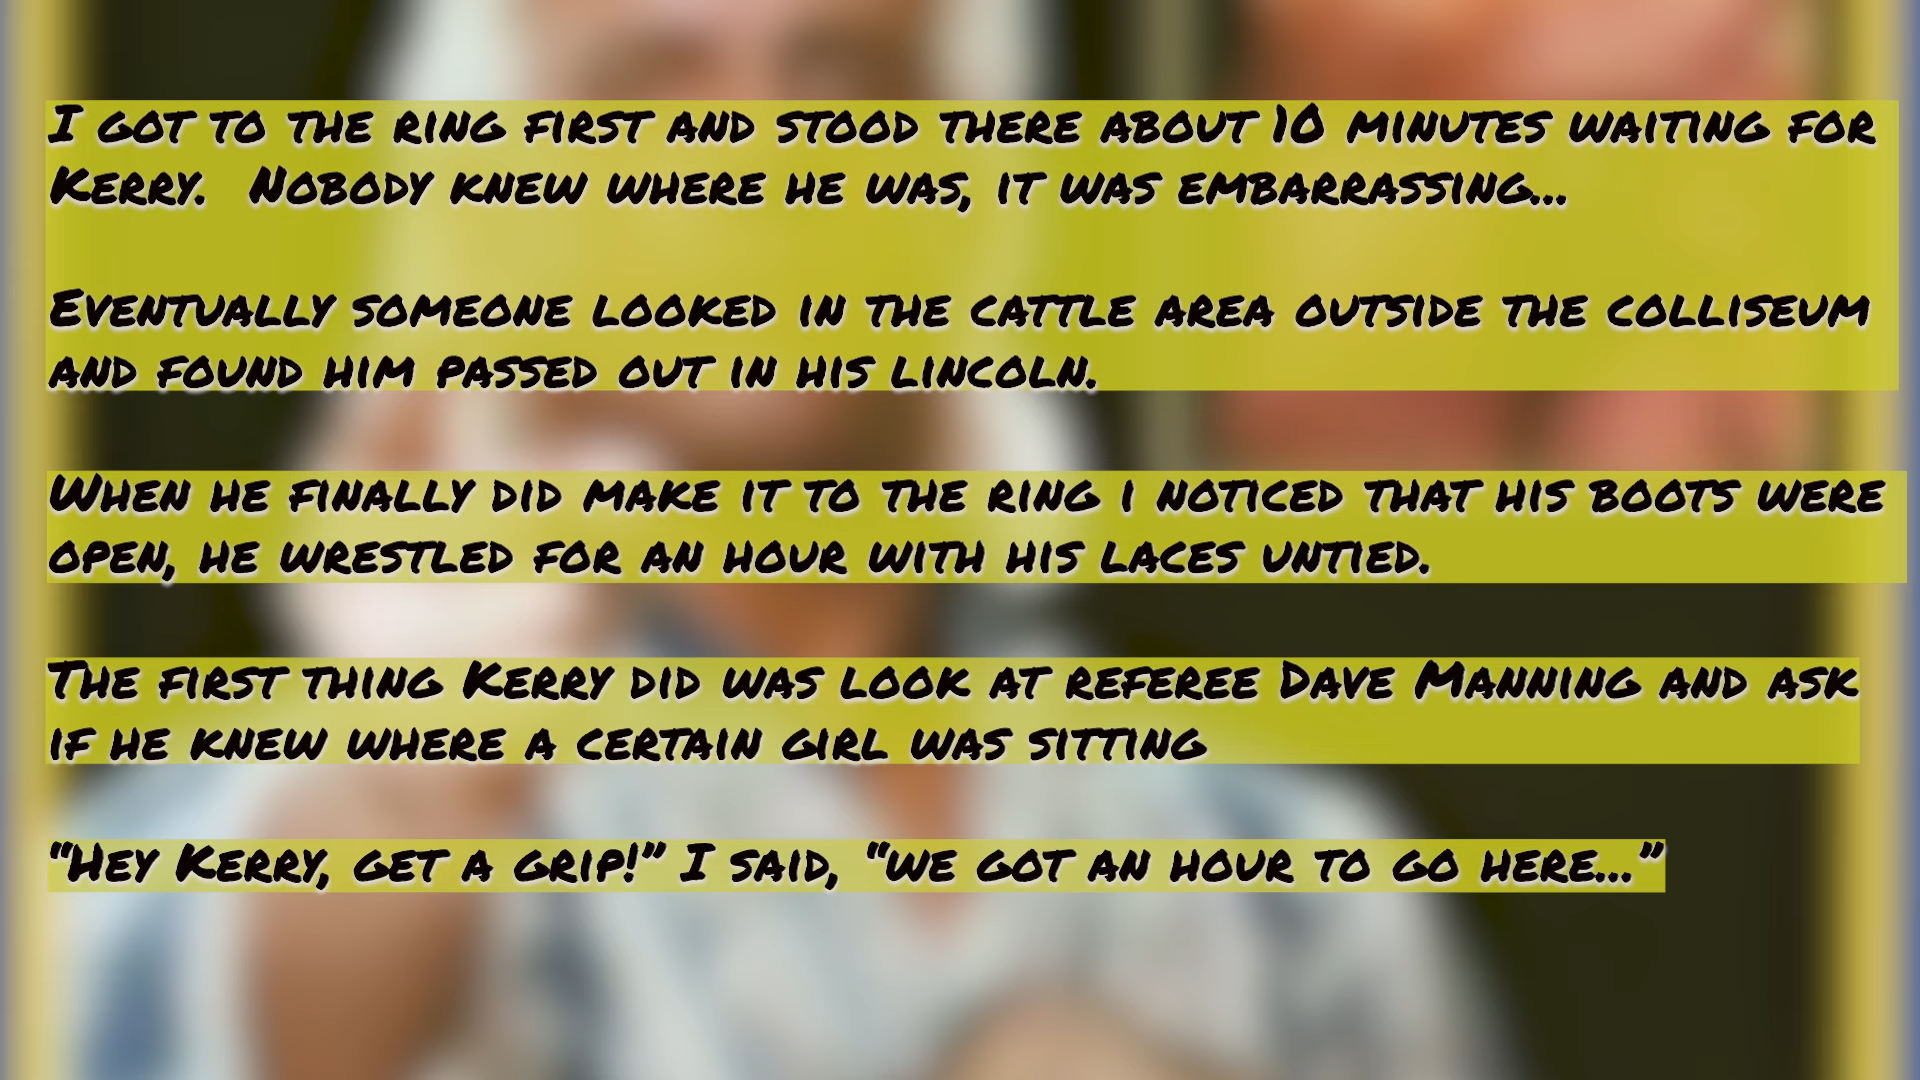 I got to the ring first and stood there about 10 minutes waiting for
Kerry.  Nobody knew where he was, it was embarrassing...
Eventually someone looked in the cattle area outside the colliseum
and found him passed out in his lincoln.
When he finally did make it to the ring i noticed that his boots were
open, he wrestled for an hour with his laces untied.
The first thing Kerry did was look at referee Dave Manning and ask
if he knew where a certain girl was sitting
“Hey Kerry, get a grip!” I said, “we got an hour to go here...”